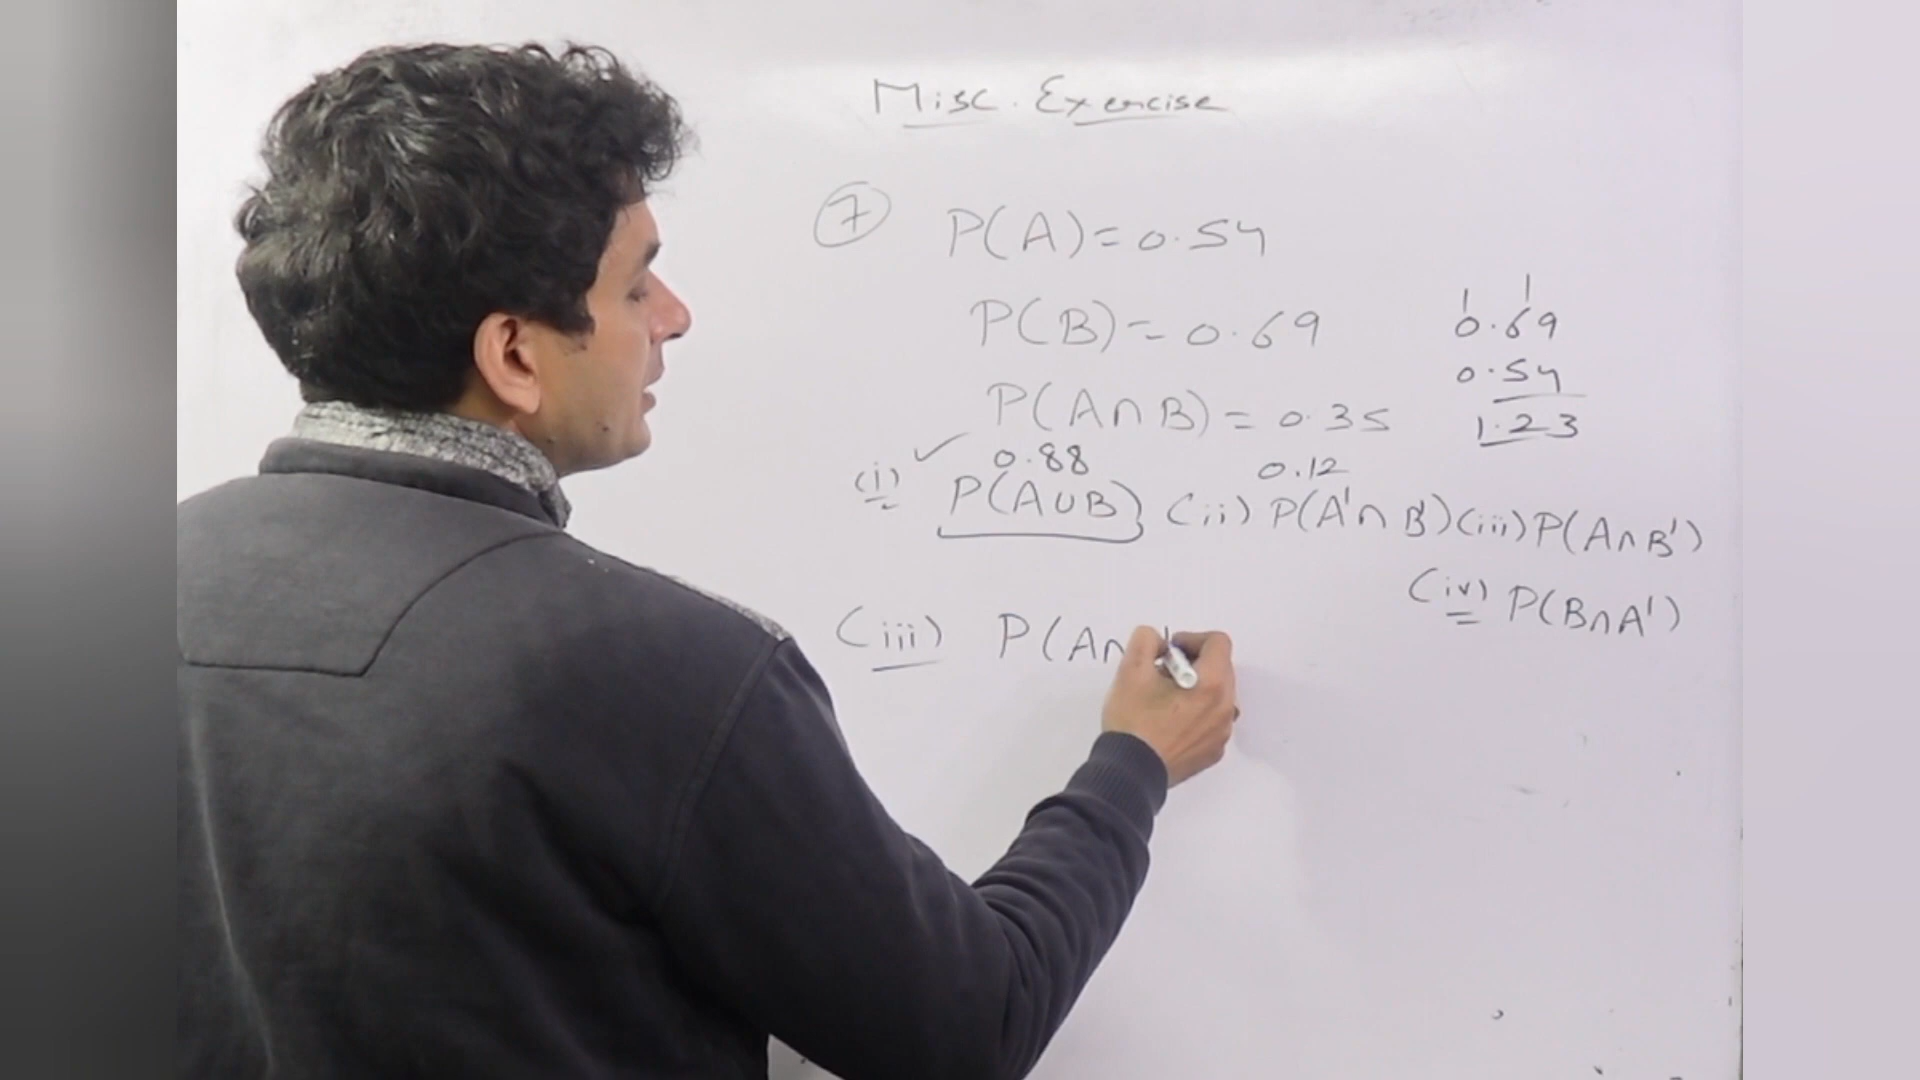 Misc. Exercise
7 P(A) = 0.54
P(B) = 0.69
P(A∩B) = 0.35
1 1
0.69
0.54
1.23
0.88 0.12
(i) ✓ P(A∪B) (ii) P(A'∩B') (iii) P(A∩B')
(iv) P(B∩A')
(iii) P(A∩